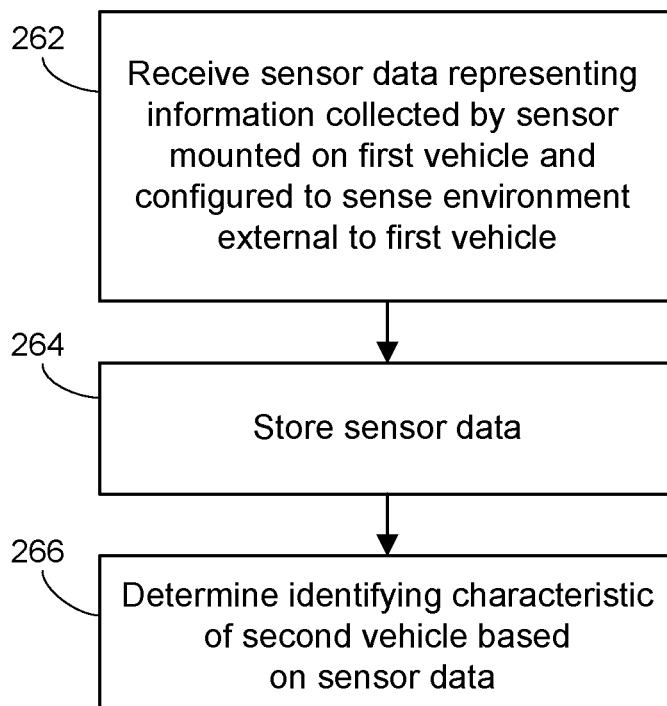 262
Receive sensor data representing
information collected by sensor
mounted on first vehicle and
configured to sense environment
external to first vehicle
264
Store sensor data
266
Determine identifying characteristic
of second vehicle based
on sensor data